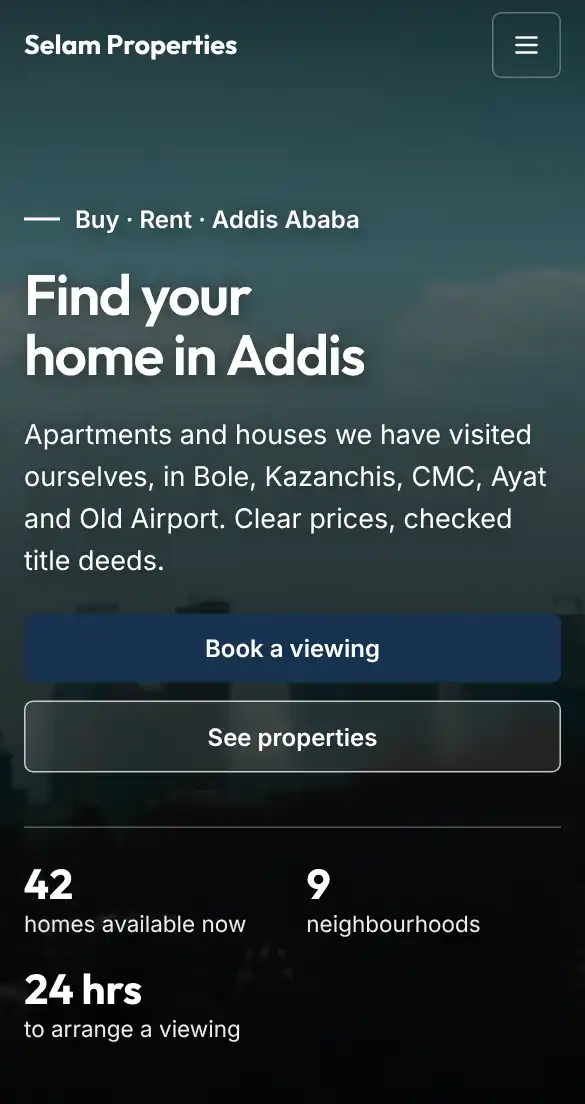 Selam Properties
Buy · Rent · Addis Ababa
Find your
home in Addis
Apartments and houses we have visited
ourselves, in Bole, Kazanchis, CMC, Ayat
and Old Airport. Clear prices, checked
title deeds.
Book a viewing
See properties
42
homes available now
9
neighbourhoods
24 hrs
to arrange a viewing